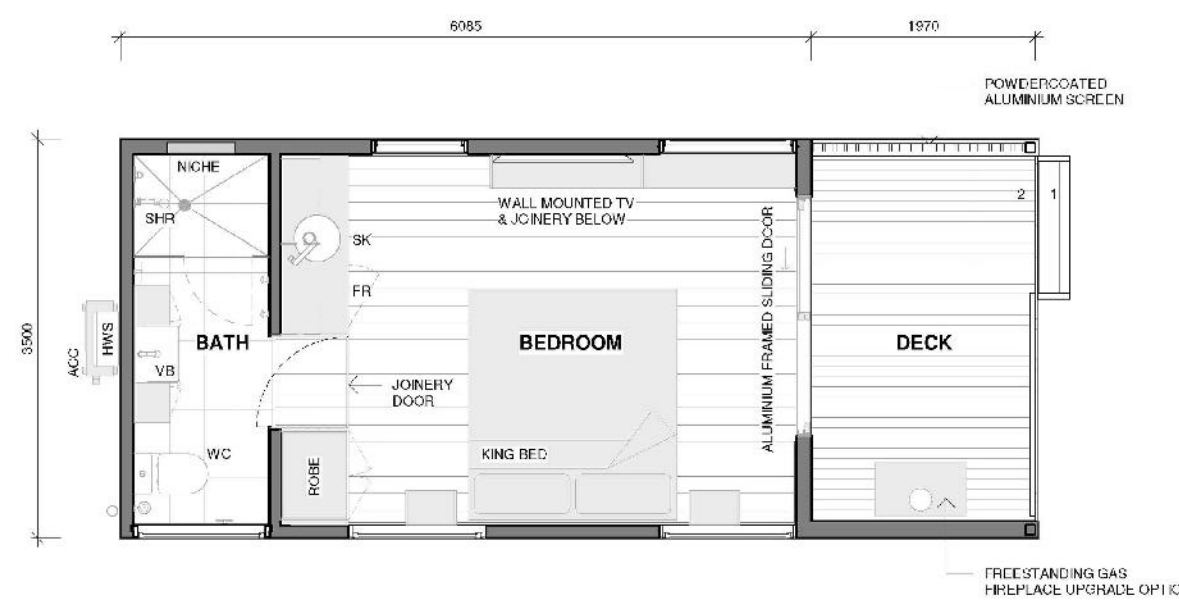 6085
1970
POWDERCOATED
ALUMINIUM SCREEN
NICHE
SHR
WALL MOUNTED TV
& JOINERY BELOW
SK
FR
2
1
ALUMINIUM FRAMED SLIDING DOOR
3500
ACC
HWS
BATH
BEDROOM
DECK
VB
JOINERY
DOOR
WC
KING BED
ROBE
FREESTANDING GAS
FIREPLACE UPGRADE OPTIO